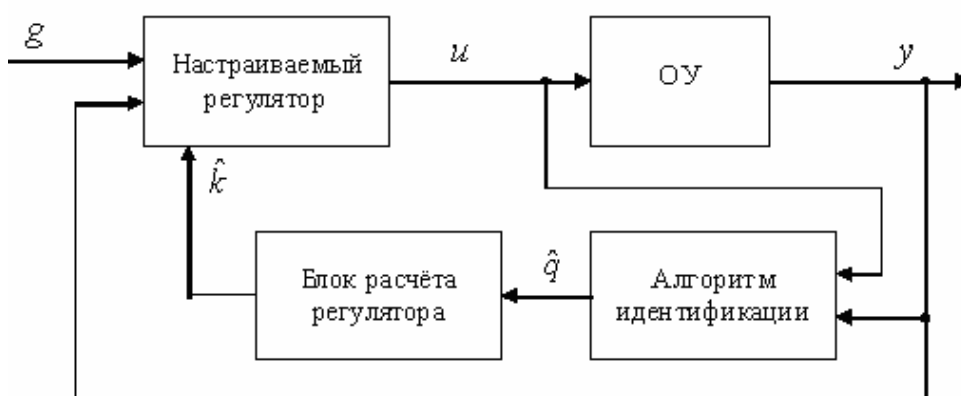 g
Настраиваемый
регулятор
u
ОУ
y
k̂
Блок расчёта
регулятора
q̂
Алгоритм
идентификации